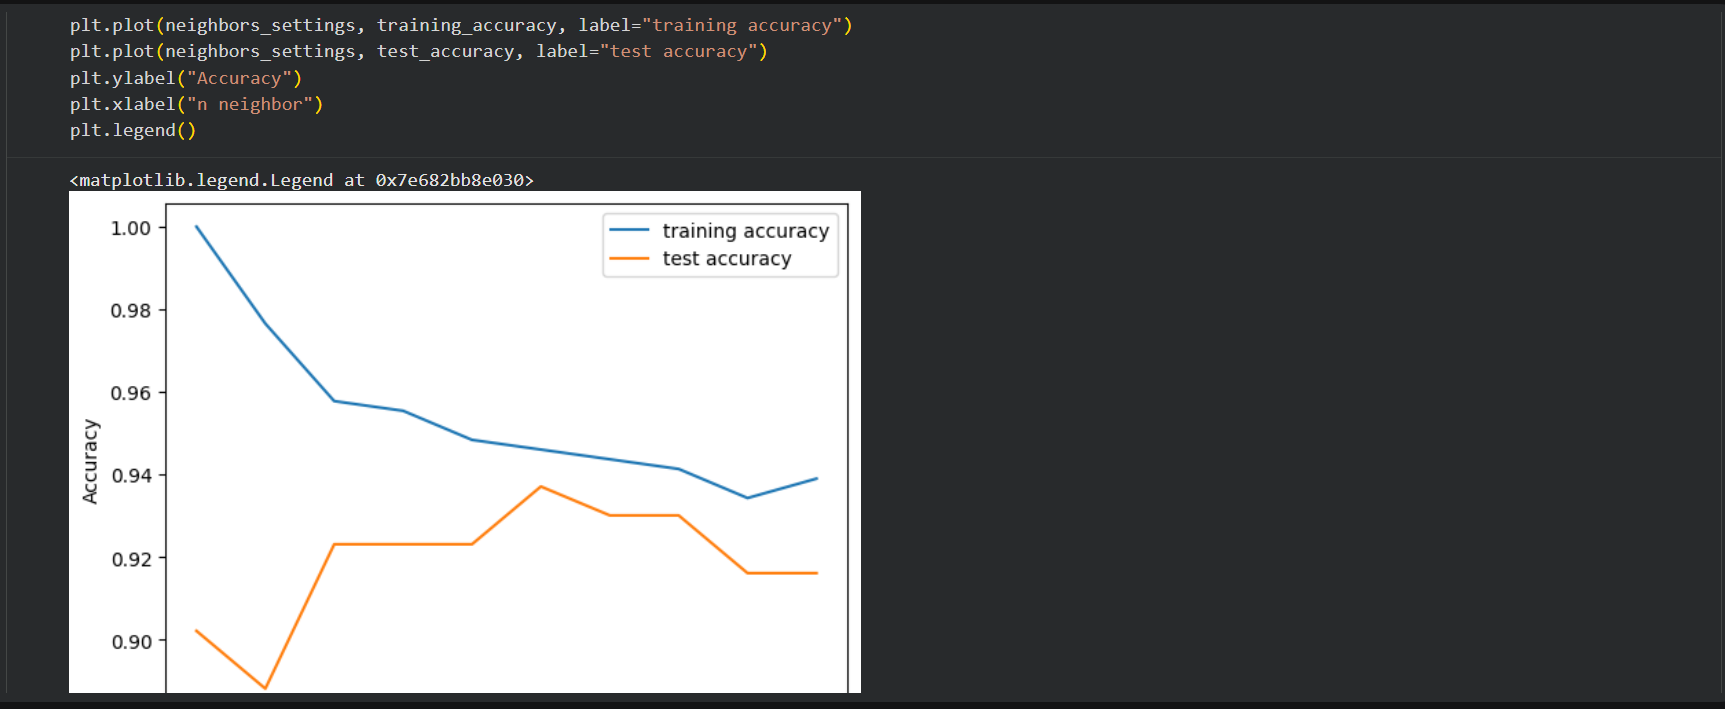 plt.plot(neighbors_settings, training_accuracy, label="training accuracy")
plt.plot(neighbors_settings, test_accuracy, label="test accuracy")
plt.ylabel("Accuracy")
plt.xlabel("n neighbor")
plt.legend()
<matplotlib.legend.Legend at 0x7e682bb8e030>
training accuracy
test accuracy
1.00
0.98
0.96
0.94
0.92
0.90
Accuracy